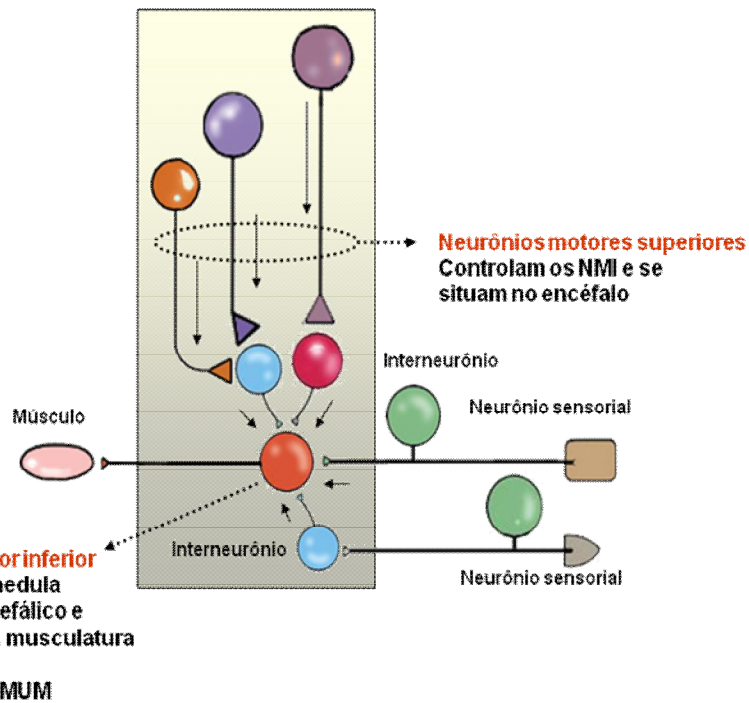 Neurônios motores superiores
Controlam os NMI e se
situam no encéfalo
Interneurônio
Músculo
Neurônio sensorial
or inferior
Interneurônio
nedula
efálico e
Neurônio sensorial
musculatura
MUM